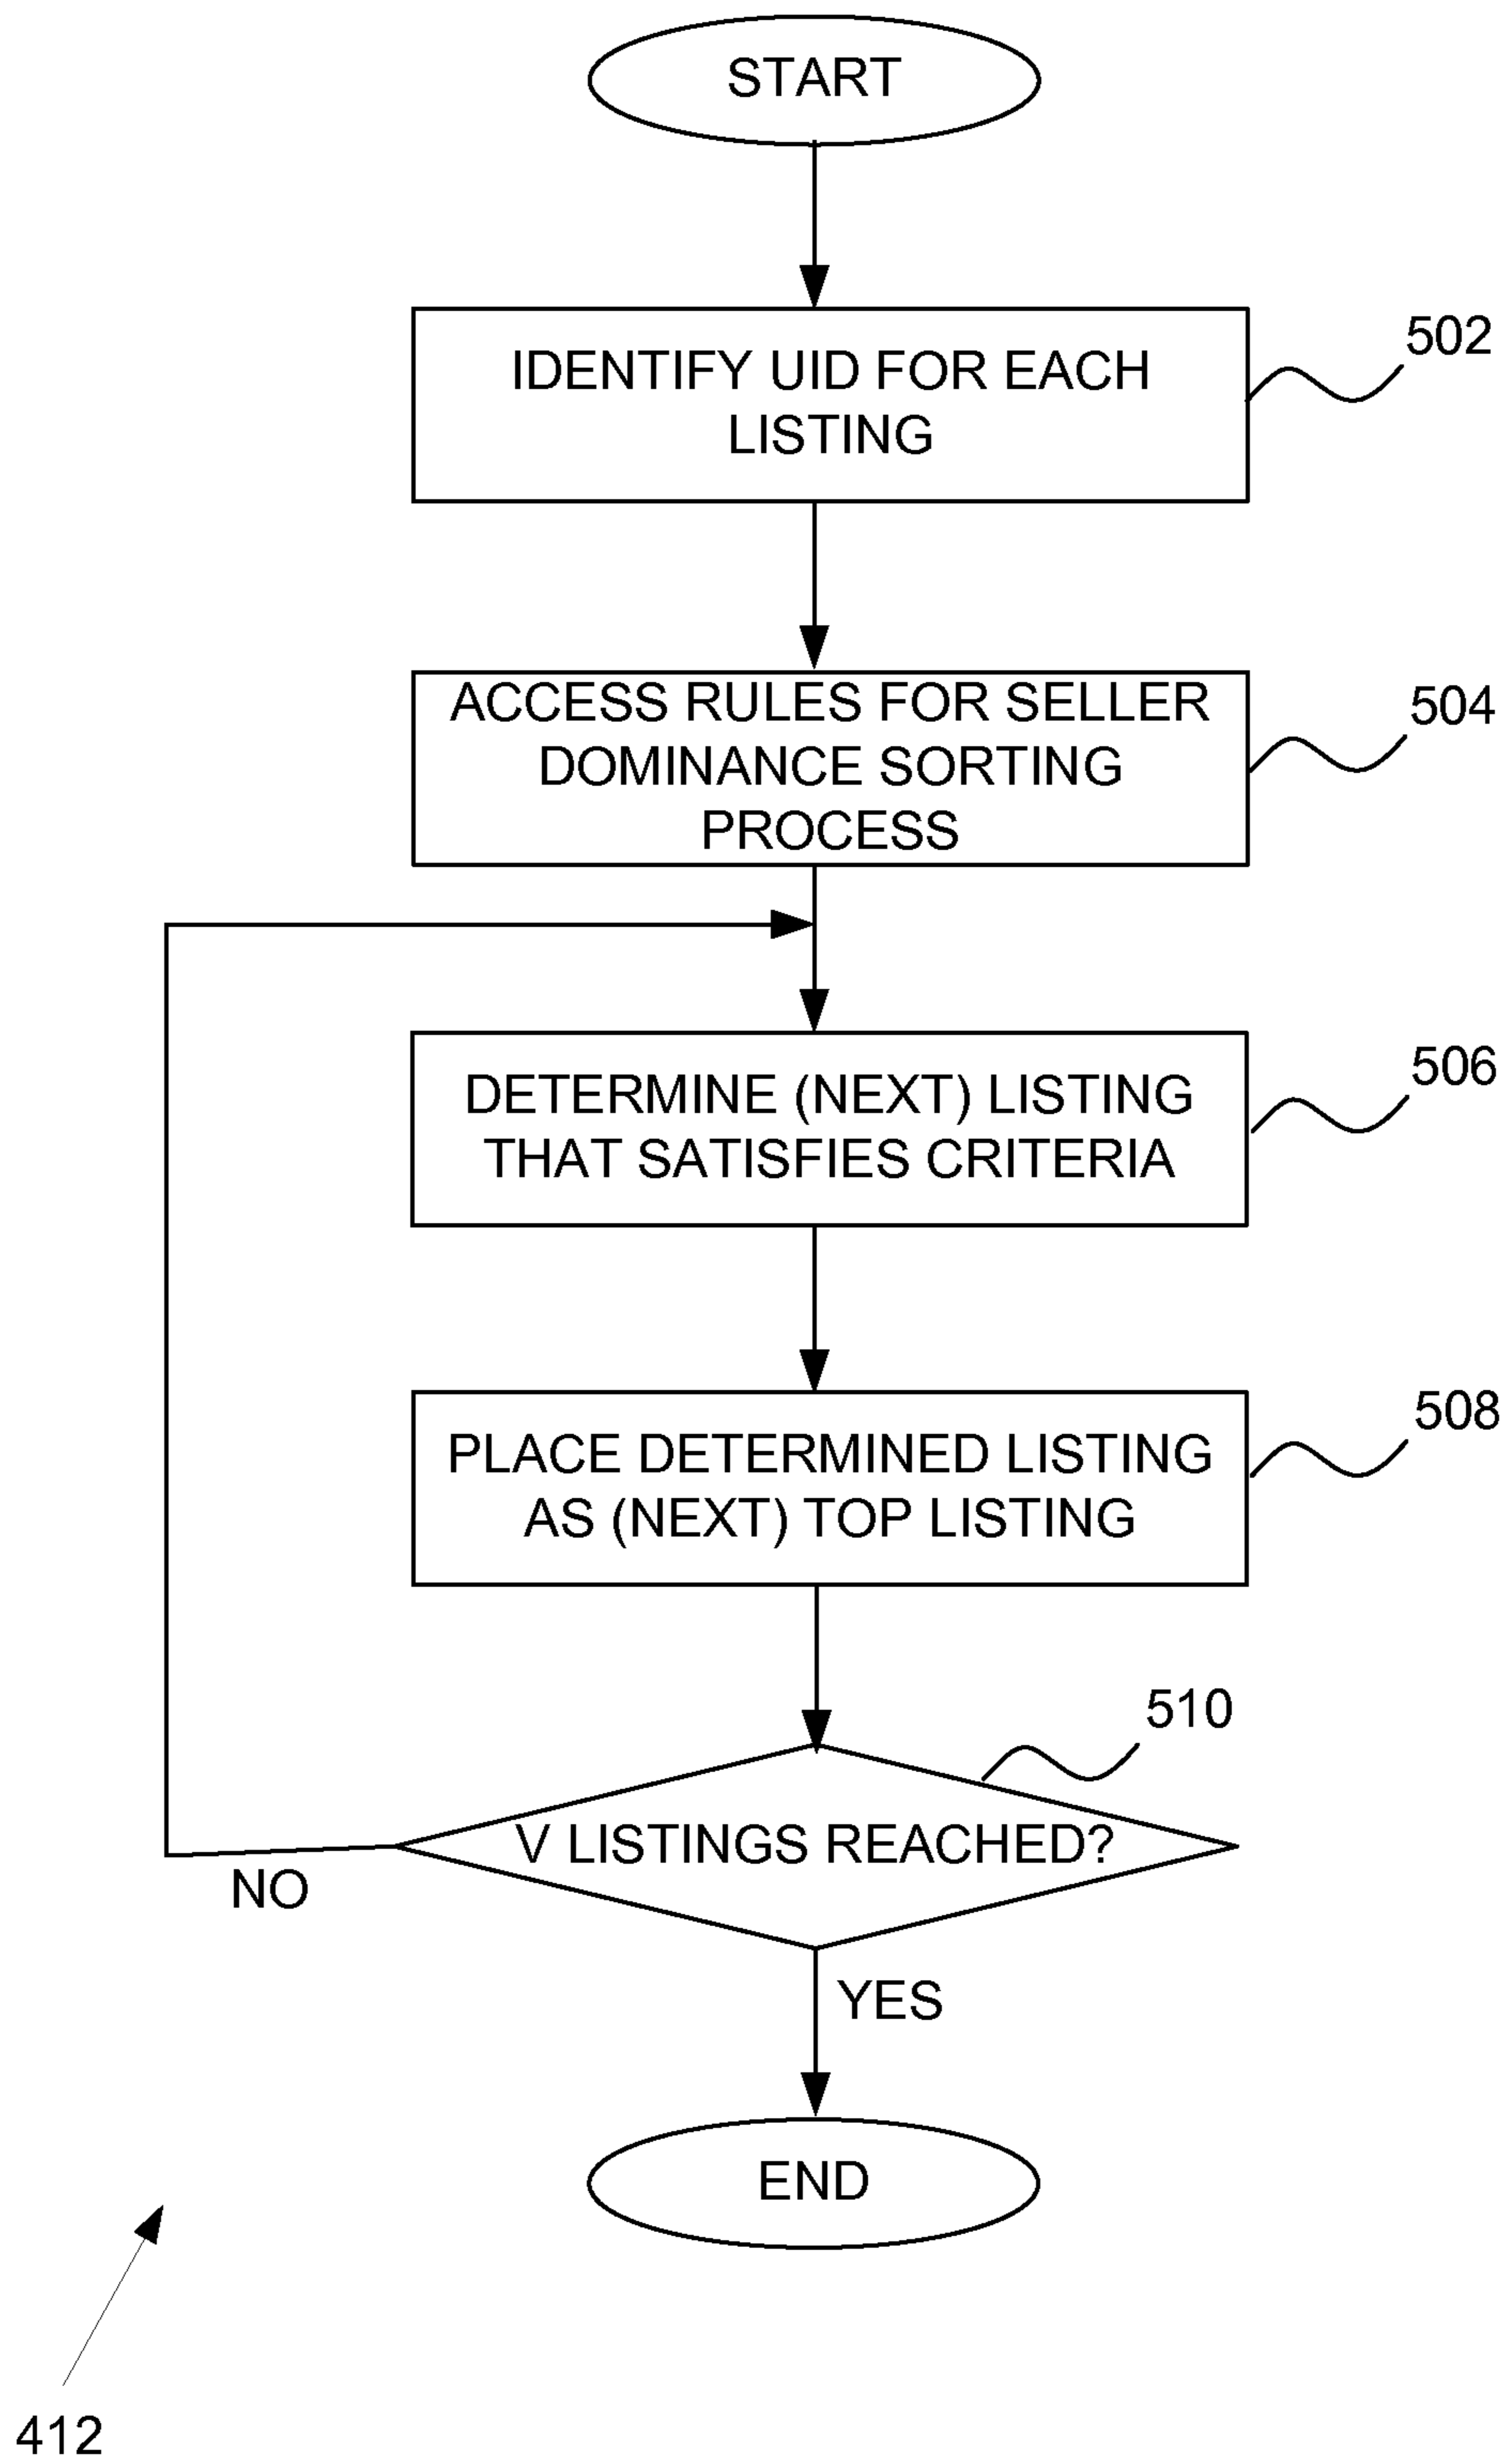 START
IDENTIFY UID FOR EACH
LISTING
502
ACCESS RULES FOR SELLER
DOMINANCE SORTING
PROCESS
504
DETERMINE (NEXT) LISTING
THAT SATISFIES CRITERIA
506
PLACE DETERMINED LISTING
AS (NEXT) TOP LISTING
508
510
V LISTINGS REACHED?
NO
YES
END
412